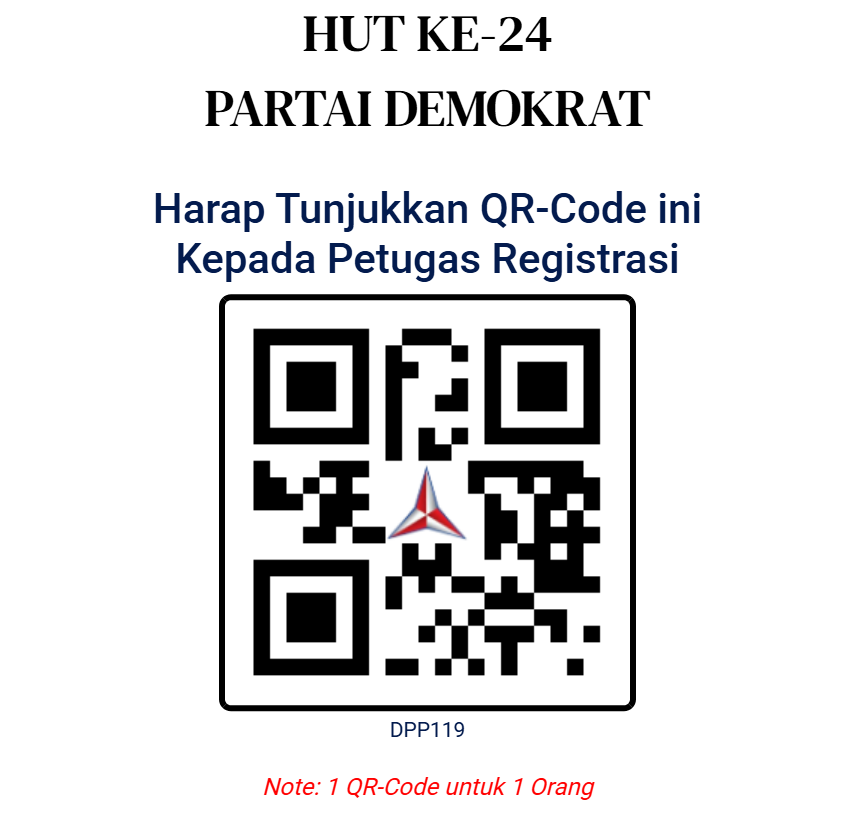 HUT KE-24
PARTAI DEMOKRAT
Harap Tunjukkan QR-Code ini
Kepada Petugas Registrasi
DPP119
Note: 1 QR-Code untuk 1 Orang